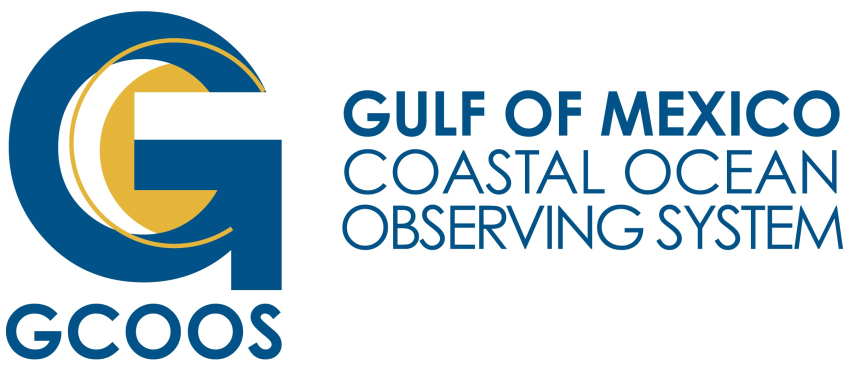 GCOOS
GULF OF MEXICO
COASTAL OCEAN
OBSERVING SYSTEM